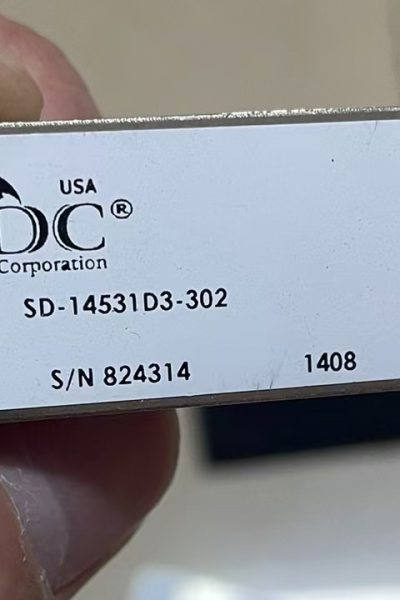 USA
DC®
Corporation
SD-14531D3-302
S/N 824314 1408